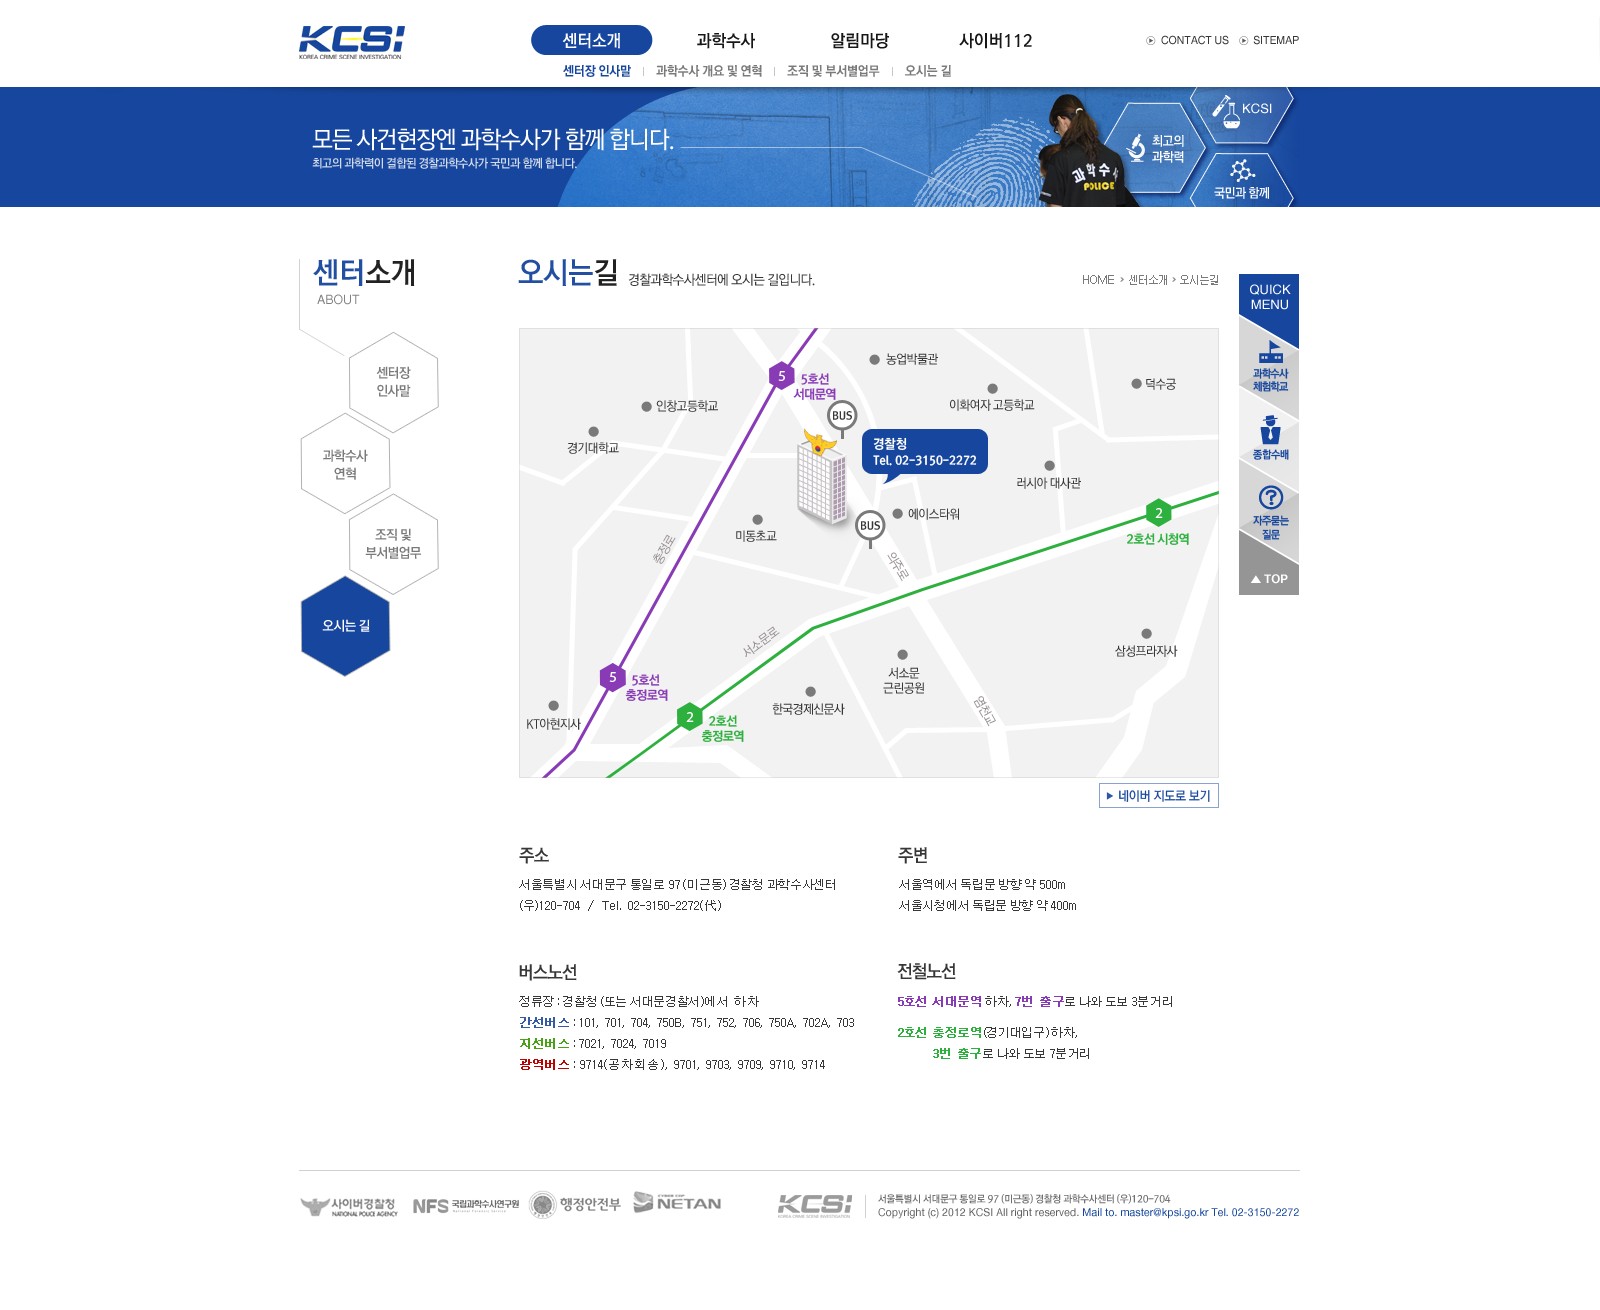 KCSI
KOREA CRIME SCENE INVESTIGATION
센터소개
과학수사
알림마당
사이버112
CONTACT US
SITEMAP
센터장 인사말
과학수사 개요 및 연혁
조직 및 부서별업무
오시는 길
모든 사건현장엔 과학수사가 함께 합니다.
최고의 과학력이 결합된 경찰과학수사가 국민과 함께 합니다.
과학수사
POLICE
최고의
과학력
KCSI
국민과 함께
센터소개
ABOUT
센터장
인사말
과학수사
연혁
조직 및
부서별업무
오시는 길
오시는길 경찰과학수사센터에 오시는 길입니다.
HOME > 센터소개 > 오시는길
QUICK
MENU
과학수사
체험학교
종합수배
자주묻는
질문
▲ TOP
5
5호선
서대문역
농업박물관
덕수궁
이화여자 고등학교
인창고등학교
BUS
경기대학교
경찰청
Tel. 02-3150-2272
러시아 대사관
에이스타워
2
2호선 시청역
미동초교
BUS
충정로
의주로
서소문로
삼성프라자사
서소문
근린공원
5
5호선
충정로역
한국경제신문사
염천교
KT아현지사
2
2호선
충정로역
▶ 네이버 지도로 보기
주소
서울특별시 서대문구 통일로 97(미근동) 경찰청 과학수사센터
(우)120-704 / Tel. 02-3150-2272(代)
주변
서울역에서 독립문 방향 약 500m
서울시청에서 독립문 방향 약 400m
버스노선
정류장 : 경찰청 (또는 서대문경찰서)에서 하차
간선버스 : 101, 701, 704, 750B, 751, 752, 706, 750A, 702A, 703
지선버스 : 7021, 7024, 7019
광역버스 : 9714(공차회송), 9701, 9703, 9709, 9710, 9714
전철노선
5호선 서대문역 하차, 7번 출구로 나와 도보 3분거리
2호선 충정로역(경기대입구)하차,
3번 출구로 나와 도보 7분거리
사이버경찰청
NATIONAL POLICE AGENCY
NFS 국립과학수사연구원
행정안전부
NETAN
KCSI
KOREA CRIME SCENE INVESTIGATION
서울특별시 서대문구 통일로 97 (미근동) 경찰청 과학수사센터 (우)120-704
Copyright (c) 2012 KCSI All right reserved. Mail to. master@kpsi.go.kr Tel. 02-3150-2272